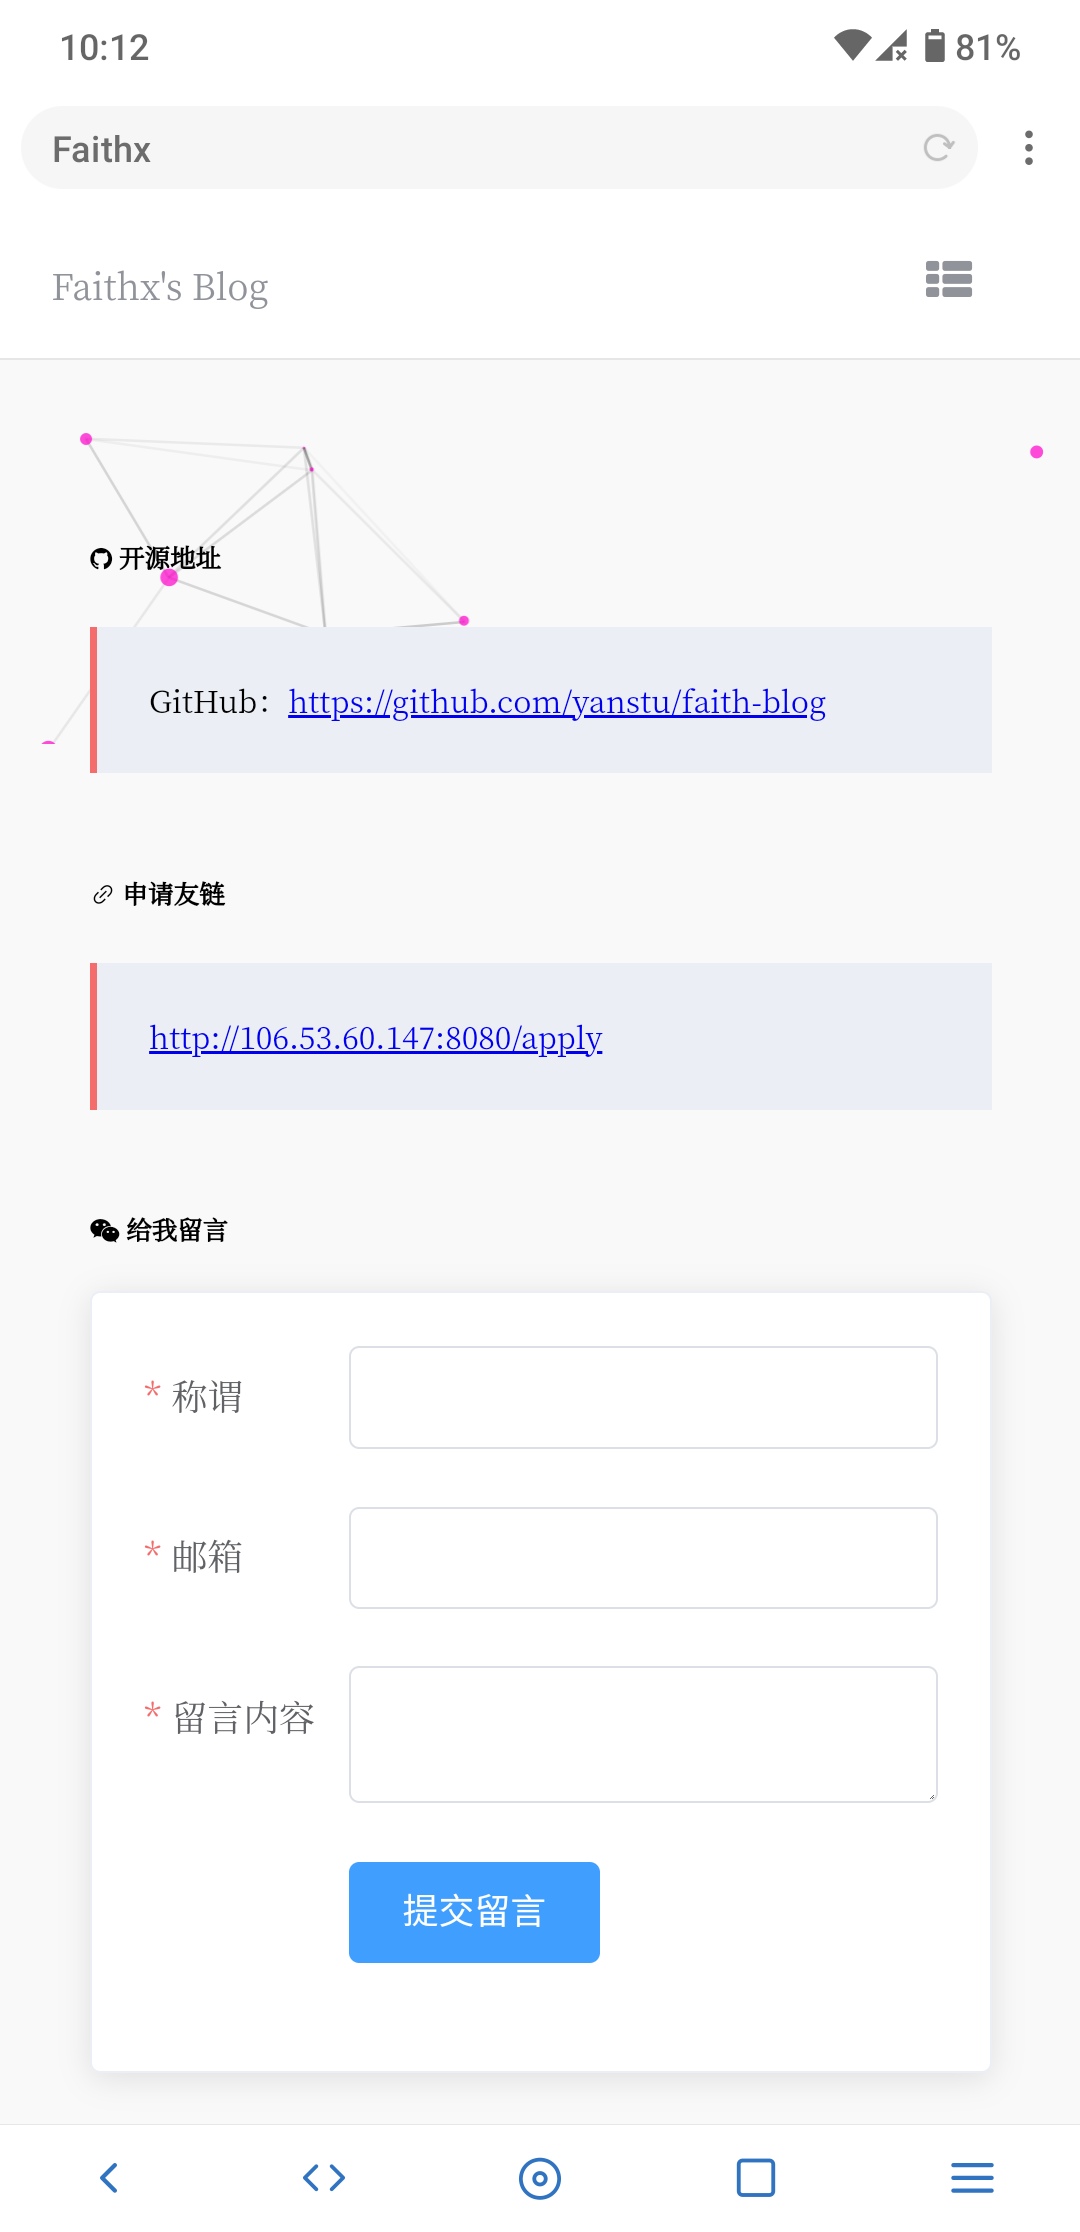 10:12
81%
Faithx
Faithx's Blog
开源地址
GitHub：https://github.com/yanstu/faith-blog
申请友链
http://106.53.60.147:8080/apply
给我留言
* 称谓
* 邮箱
* 留言内容
提交留言